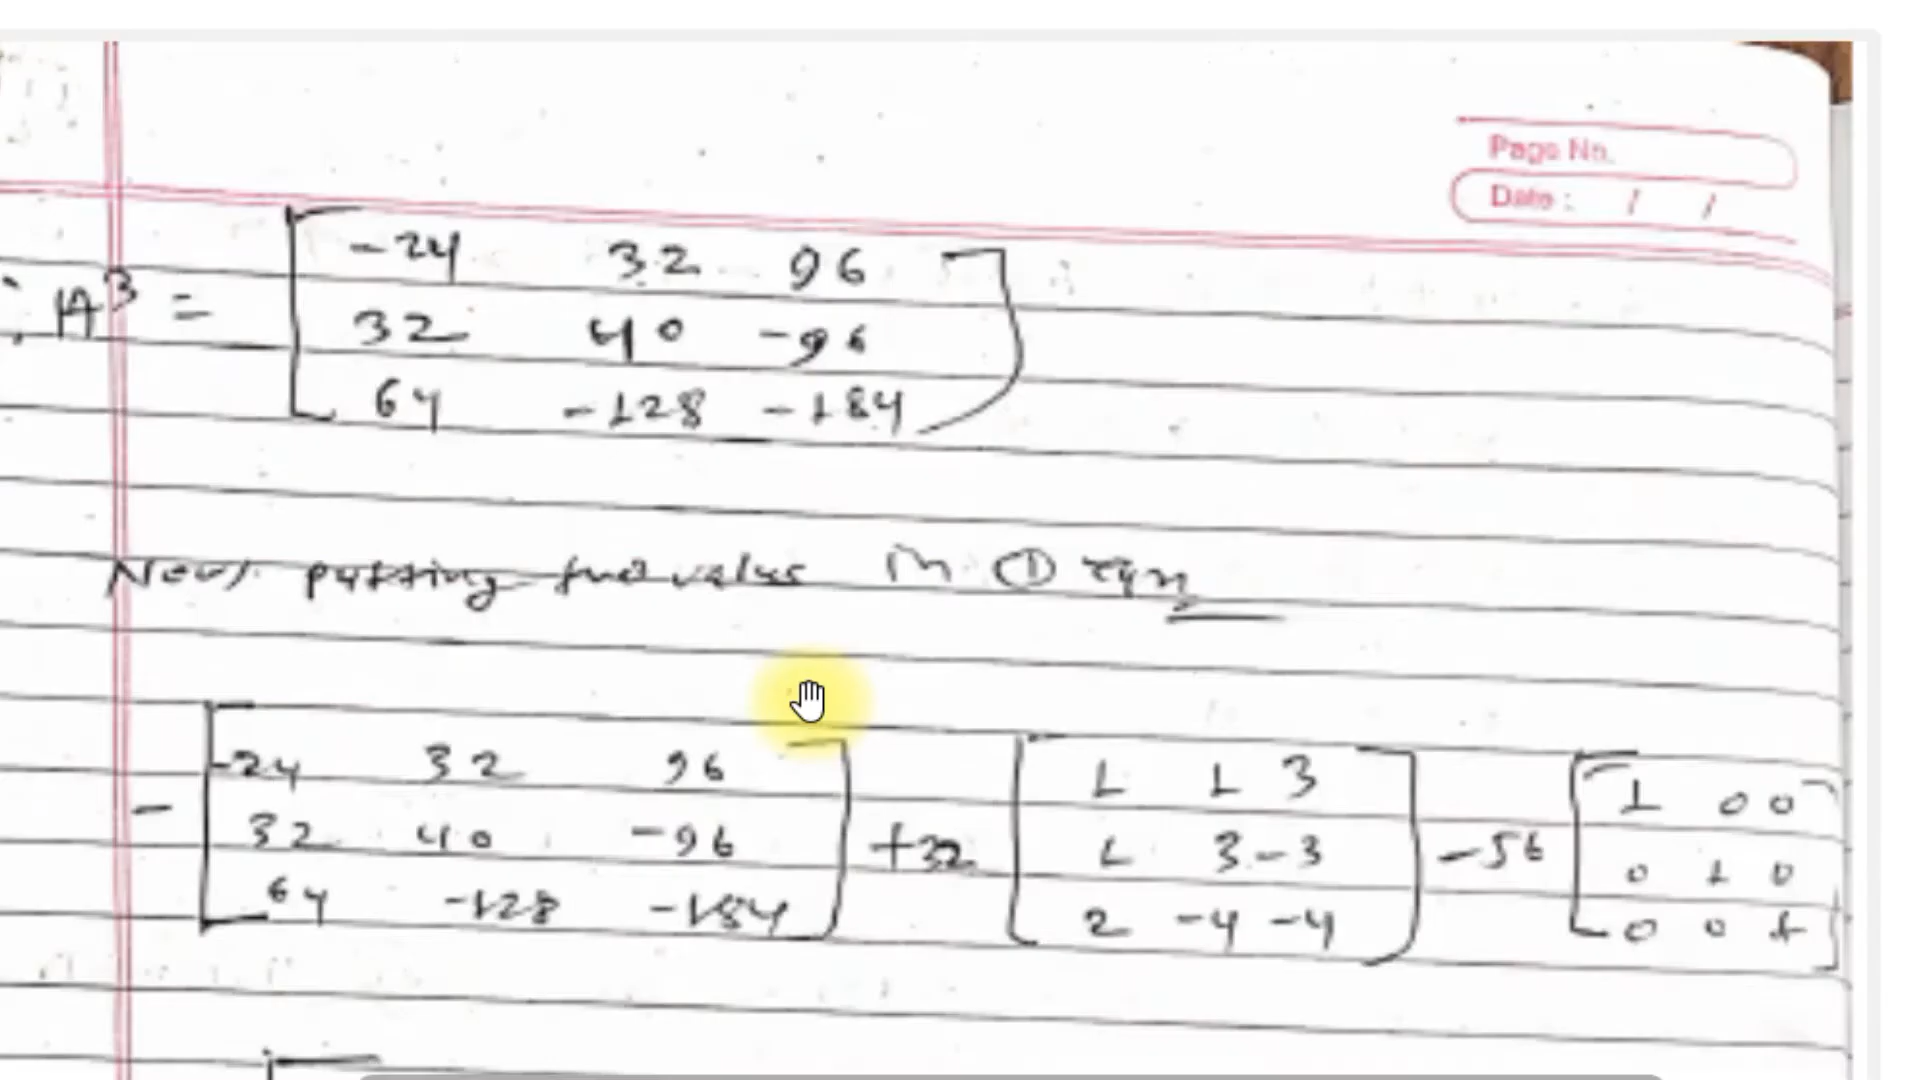 Page No.
Date : / /
-24 32 96
∴ A³ = 32 40 -96
64 -128 -184
Now, putting value in ① eqn
-24 32 96 1 1 3 1 0 0
- 32 40 -96 +32 1 3 -3 -56 0 1 0
64 -128 -184 2 -4 -4 0 0 1